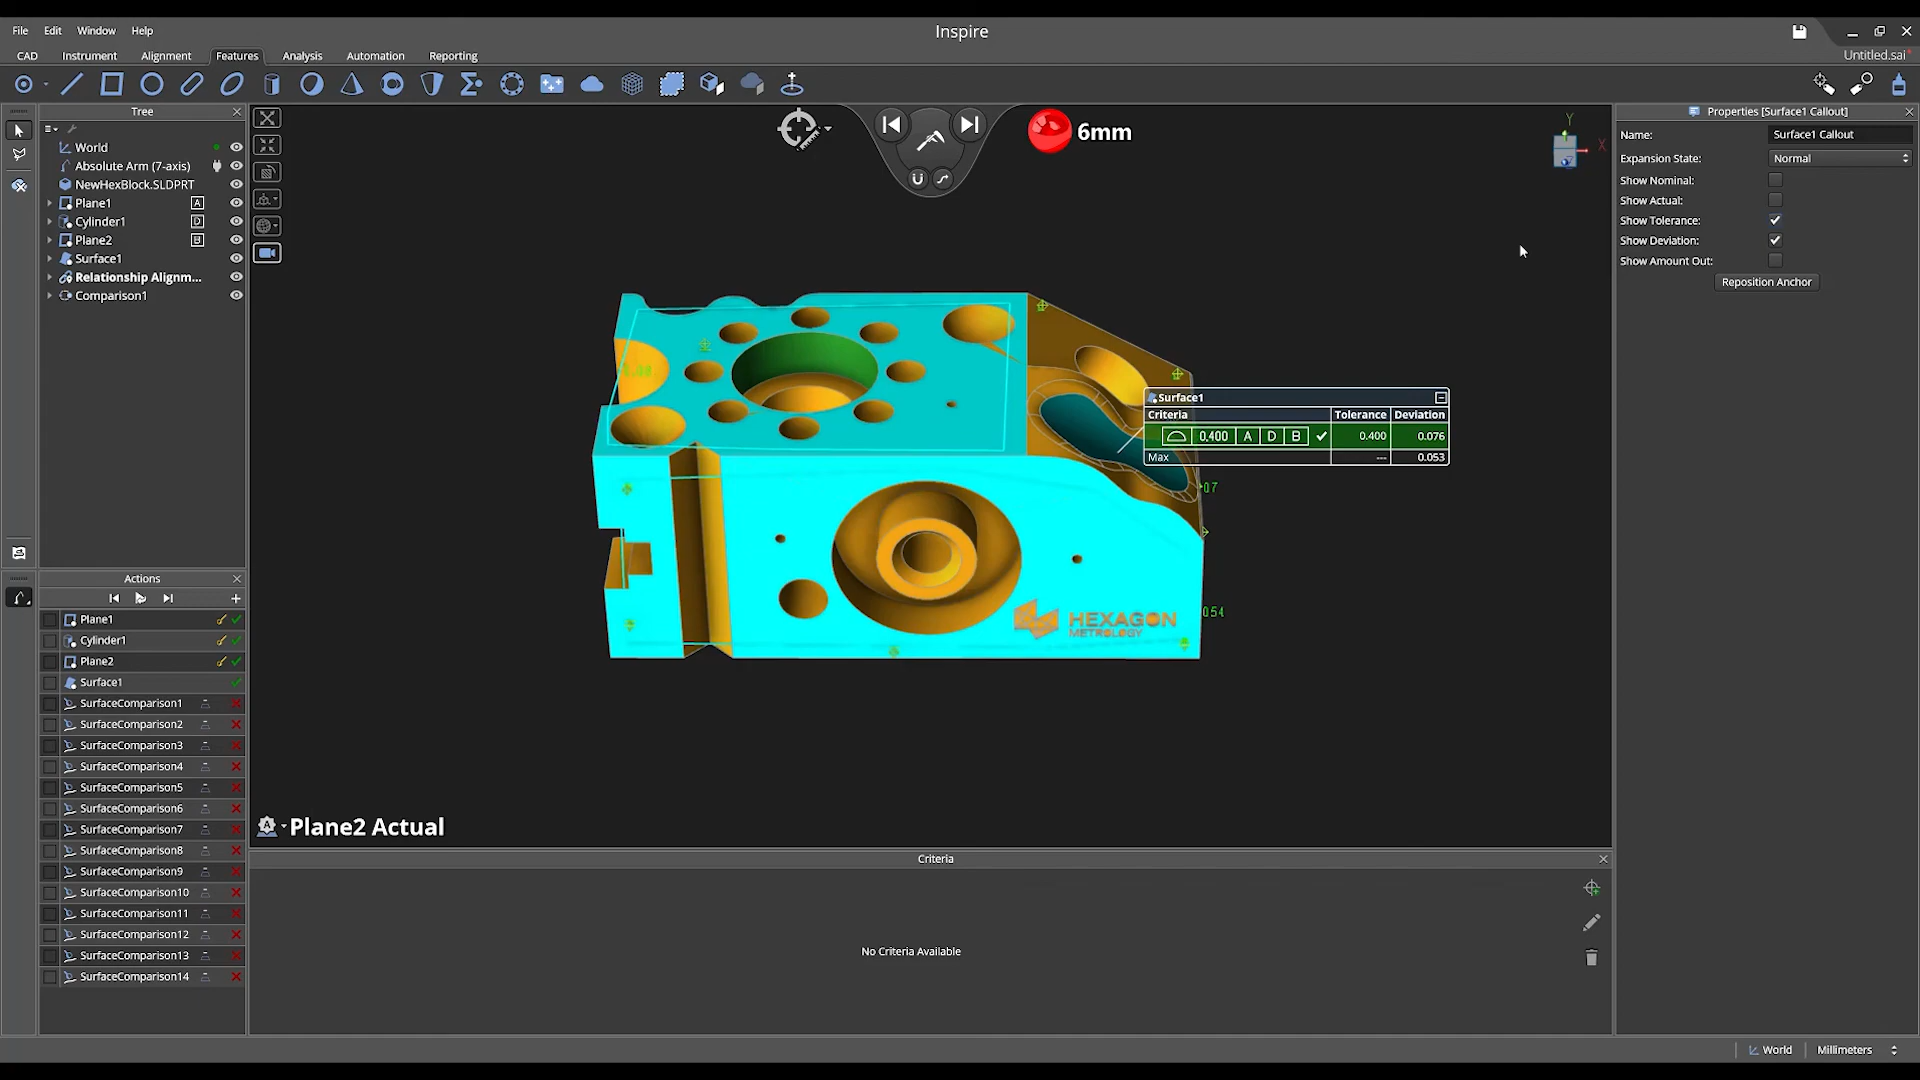 File Edit Window Help
Inspire
CAD Instrument Alignment Features Analysis Automation Reporting
Untitled.sai*
Tree
World
Absolute Arm (7-axis)
NewHexBlock.SLDPRT
Plane1 A
Cylinder1 D
Plane2 B
Surface1
Relationship Alignm...
Comparison1
6mm
Y
X
Properties [Surface1 Callout]
Name: Surface1 Callout
Expansion State: Normal
Show Nominal:
Show Actual:
Show Tolerance:
Show Deviation:
Show Amount Out:
Reposition Anchor
Surface1
Criteria Tolerance Deviation
0.400 A D B 0.400 0.076
Max --- 0.053
07
054
HEXAGON
METROLOGY
Actions
Plane1
Cylinder1
Plane2
Surface1
SurfaceComparison1
SurfaceComparison2
SurfaceComparison3
SurfaceComparison4
SurfaceComparison5
SurfaceComparison6
SurfaceComparison7
SurfaceComparison8
SurfaceComparison9
SurfaceComparison10
SurfaceComparison11
SurfaceComparison12
SurfaceComparison13
SurfaceComparison14
Plane2 Actual
Criteria
No Criteria Available
World Millimeters